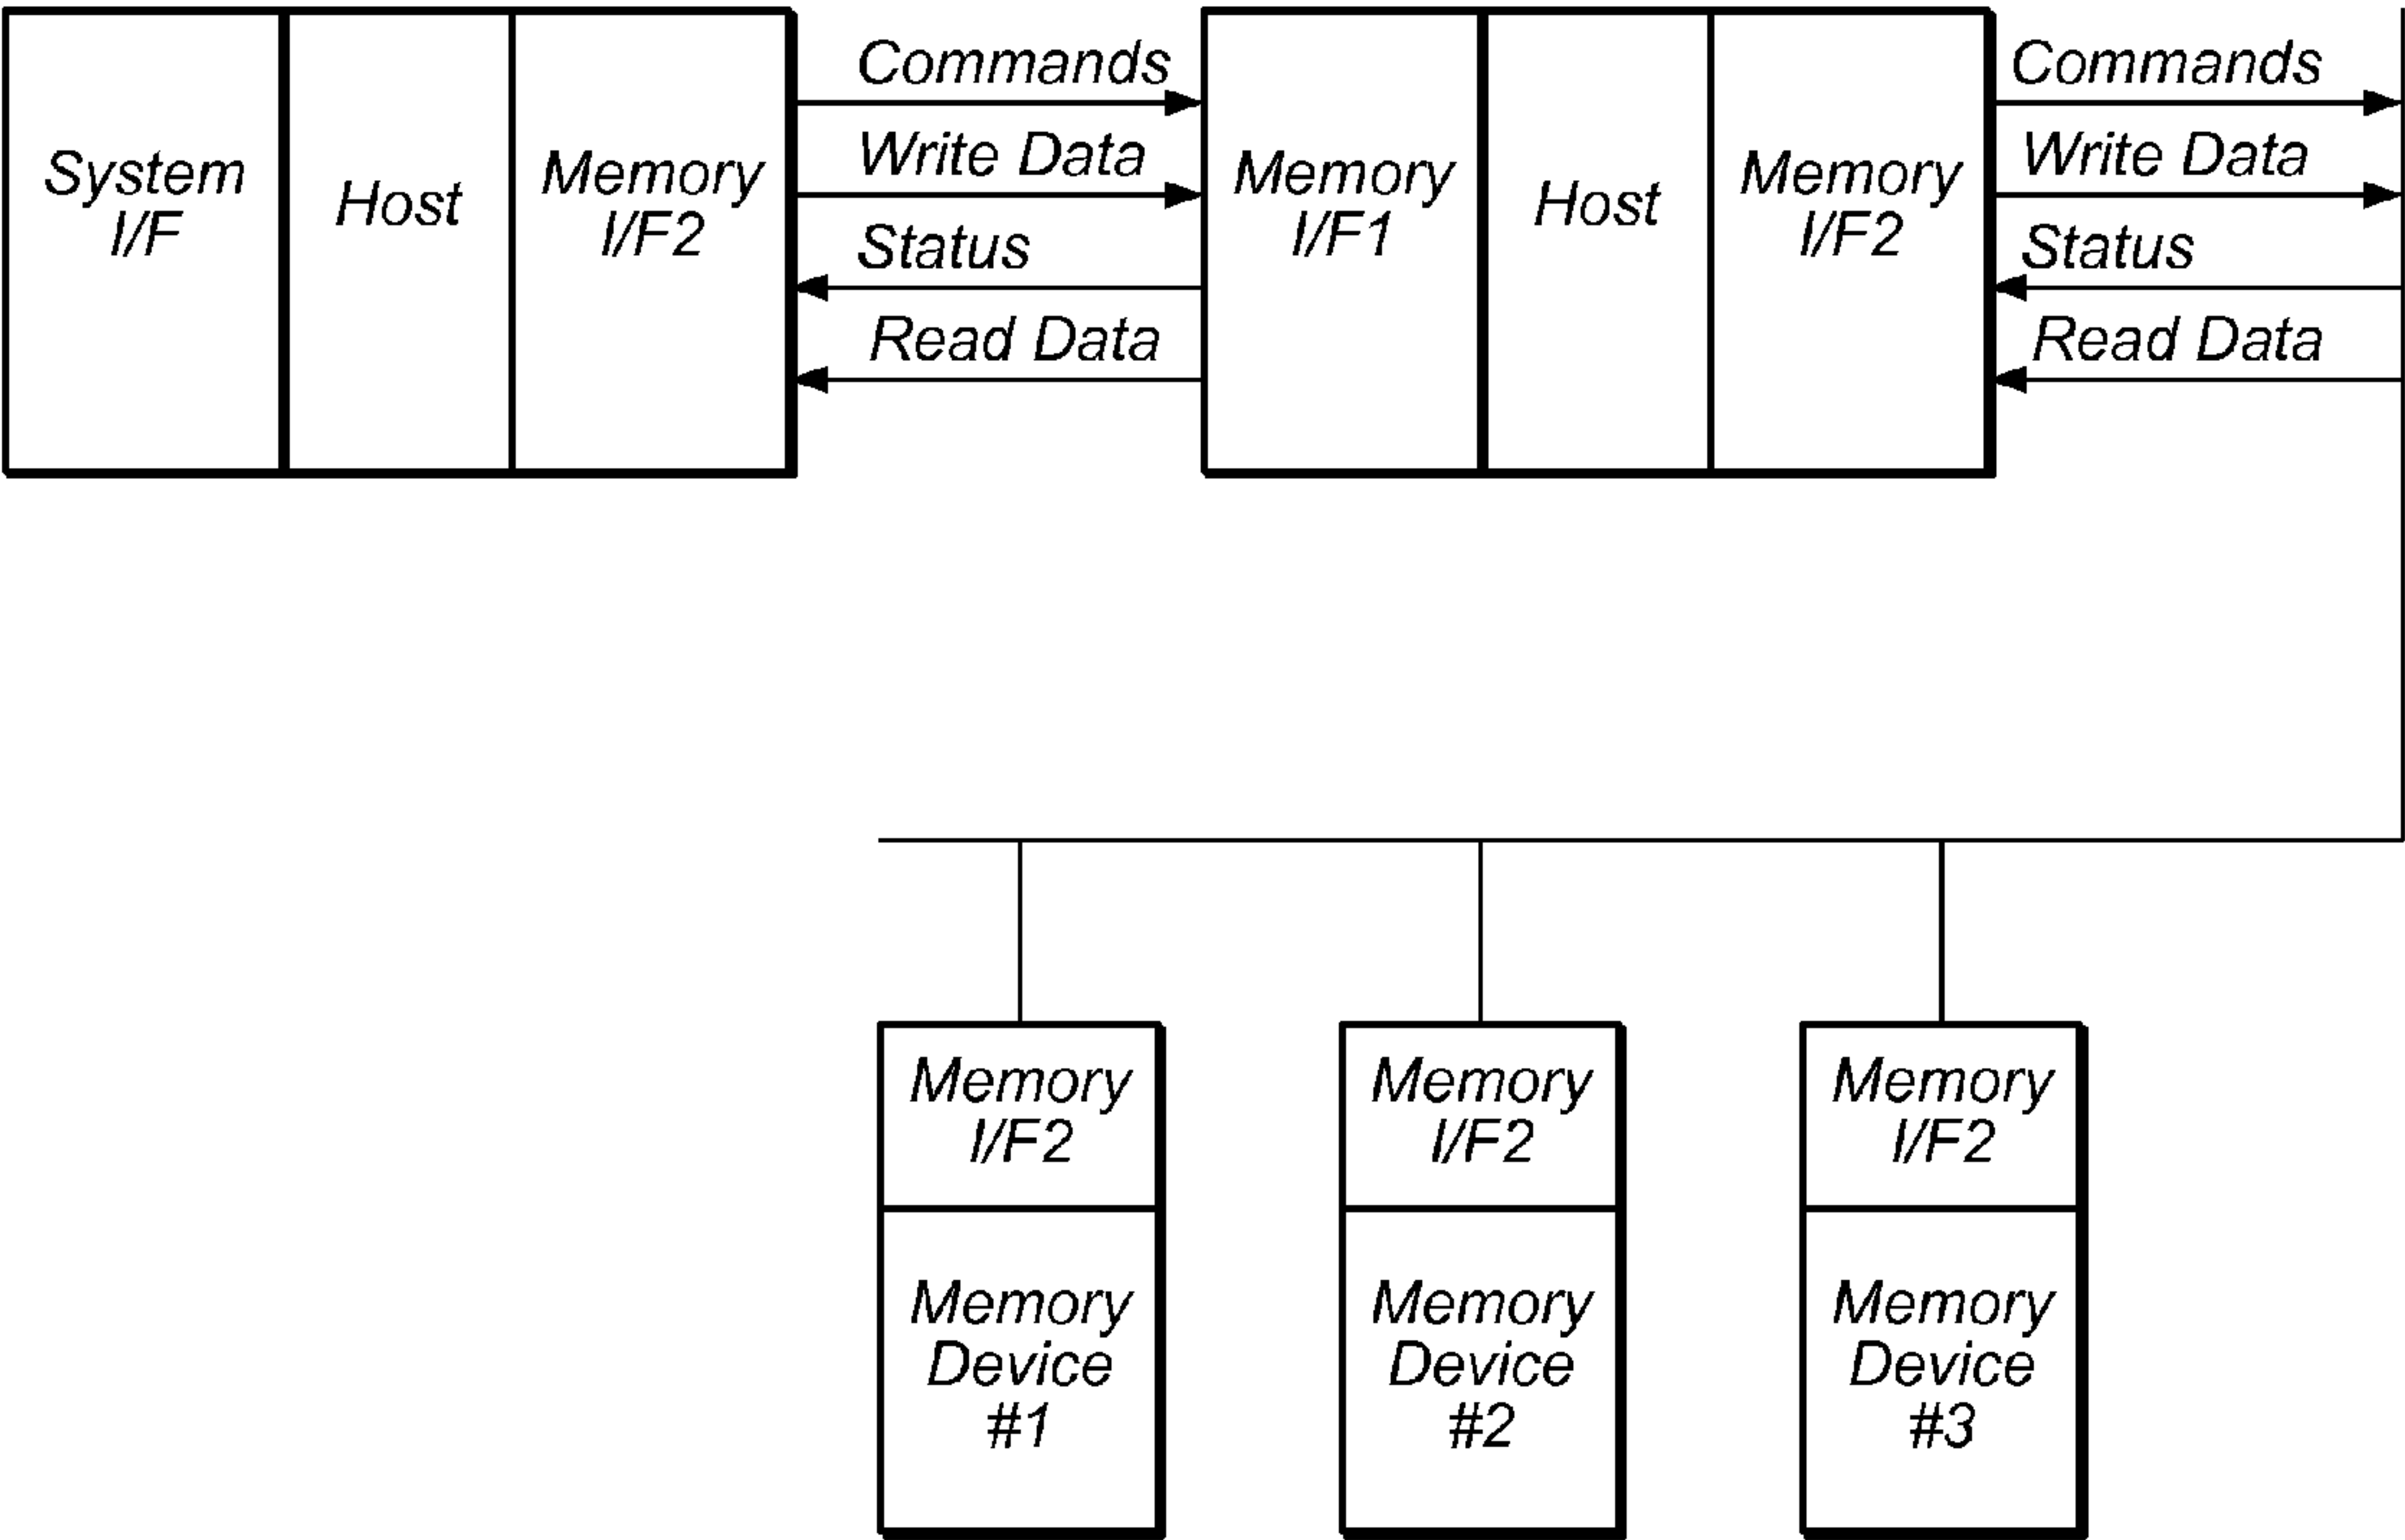 System
I/F
Host
Memory
I/F2
Commands
Write Data
Status
Read Data
Memory
I/F1
Host
Memory
I/F2
Commands
Write Data
Status
Read Data
Memory
I/F2
Memory
Device
#1
Memory
I/F2
Memory
Device
#2
Memory
I/F2
Memory
Device
#3